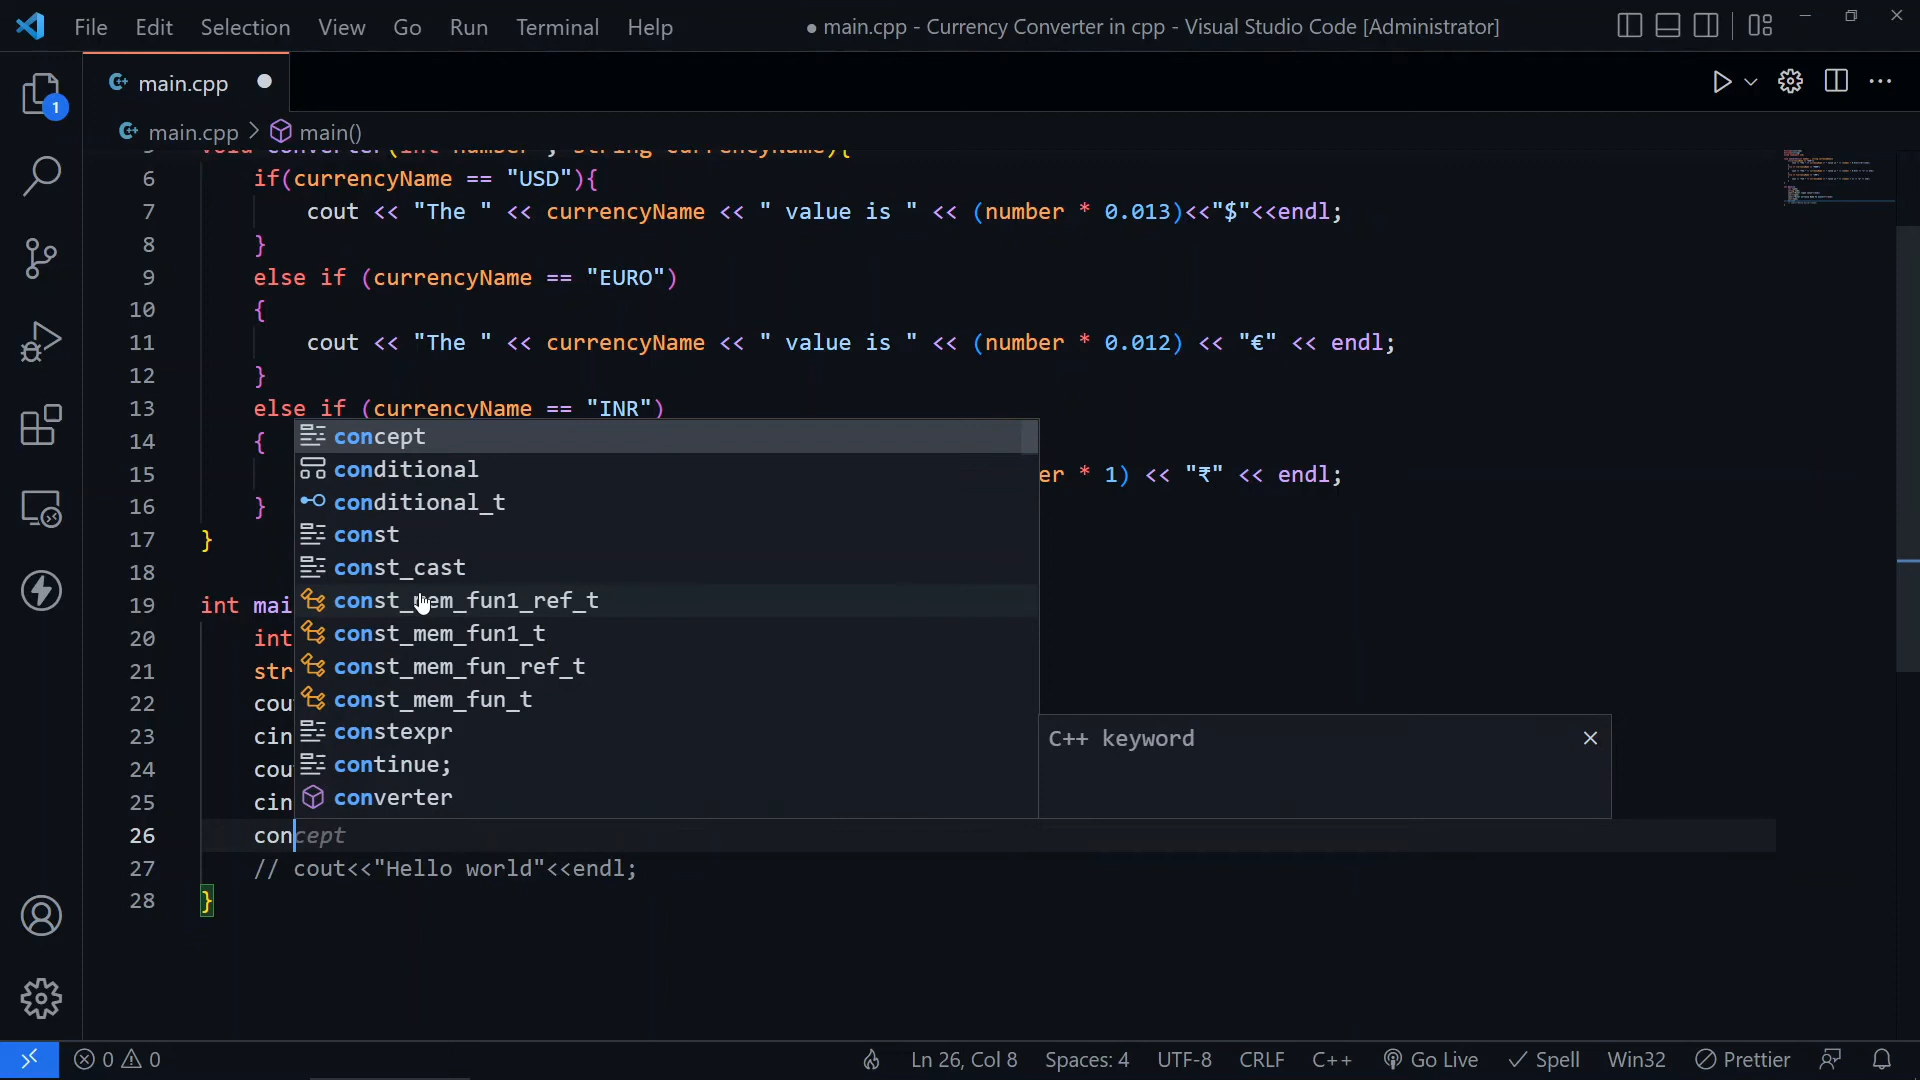 File Edit Selection View Go Run Terminal Help
● main.cpp - Currency Converter in cpp - Visual Studio Code [Administrator]
main.cpp
main.cpp > main()
6 if(currencyName == "USD"){
7 cout << "The " << currencyName << " value is " << (number * 0.013)<<"$"<<endl;
8 }
9 else if (currencyName == "EURO")
10 {
11 cout << "The " << currencyName << " value is " << (number * 0.012) << "€" << endl;
12 }
13 else if (currencyName == "INR")
14 {
15 er * 1) << "₹" << endl;
16 }
17 }
18
19 int mai
20 int
21 str
22 cou
23 cin
24 cou
25 cin
26 concept
27 // cout<<"Hello world"<<endl;
28 }
concept
conditional
conditional_t
const
const_cast
const_mem_fun1_ref_t
const_mem_fun1_t
const_mem_fun_ref_t
const_mem_fun_t
constexpr
continue;
converter
C++ keyword
1
0 0 Ln 26, Col 8 Spaces: 4 UTF-8 CRLF C++ Go Live Spell Win32 Prettier